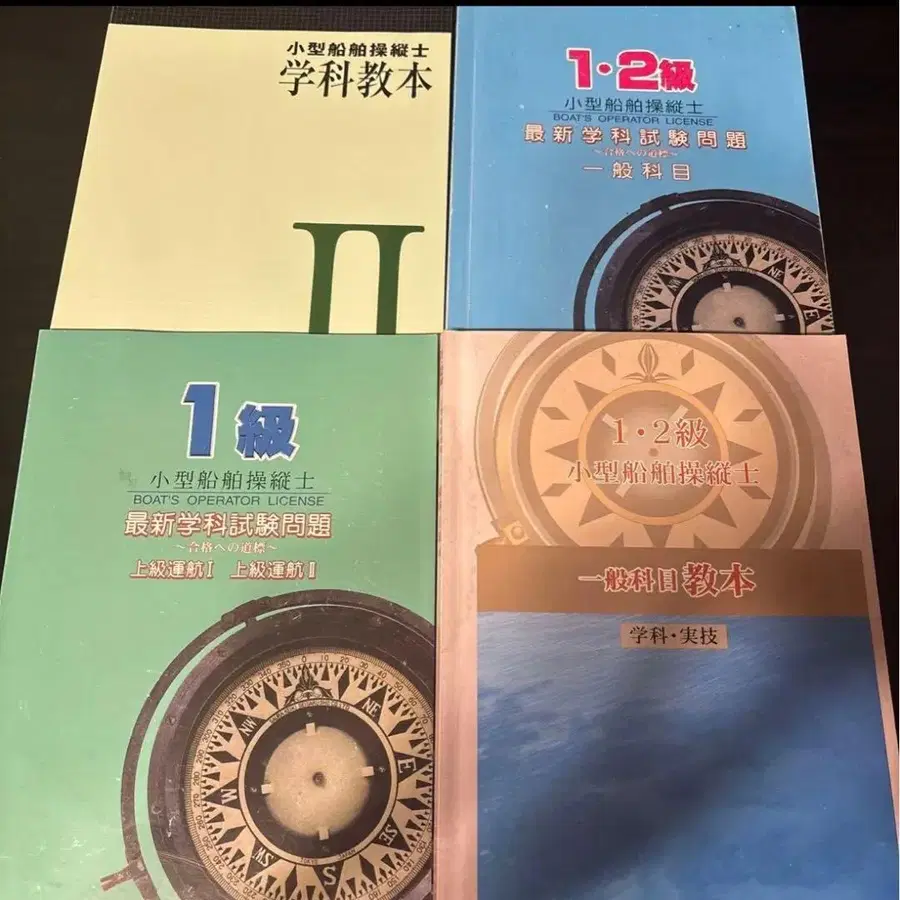 小型船舶操縦士
学科教本
II
1・2級
小型船舶操縦士
BOAT'S OPERATOR LICENSE
最新学科試験問題
～合格への道標～
一般科目
NE
1級
小型船舶操縦士
BOAT'S OPERATOR LICENSE
最新学科試験問題
～合格への道標～
上級運航I 上級運航II
NW
NE
W
E
SW
SE
S
1・2級
小型船舶操縦士
一般科目教本
学科・実技